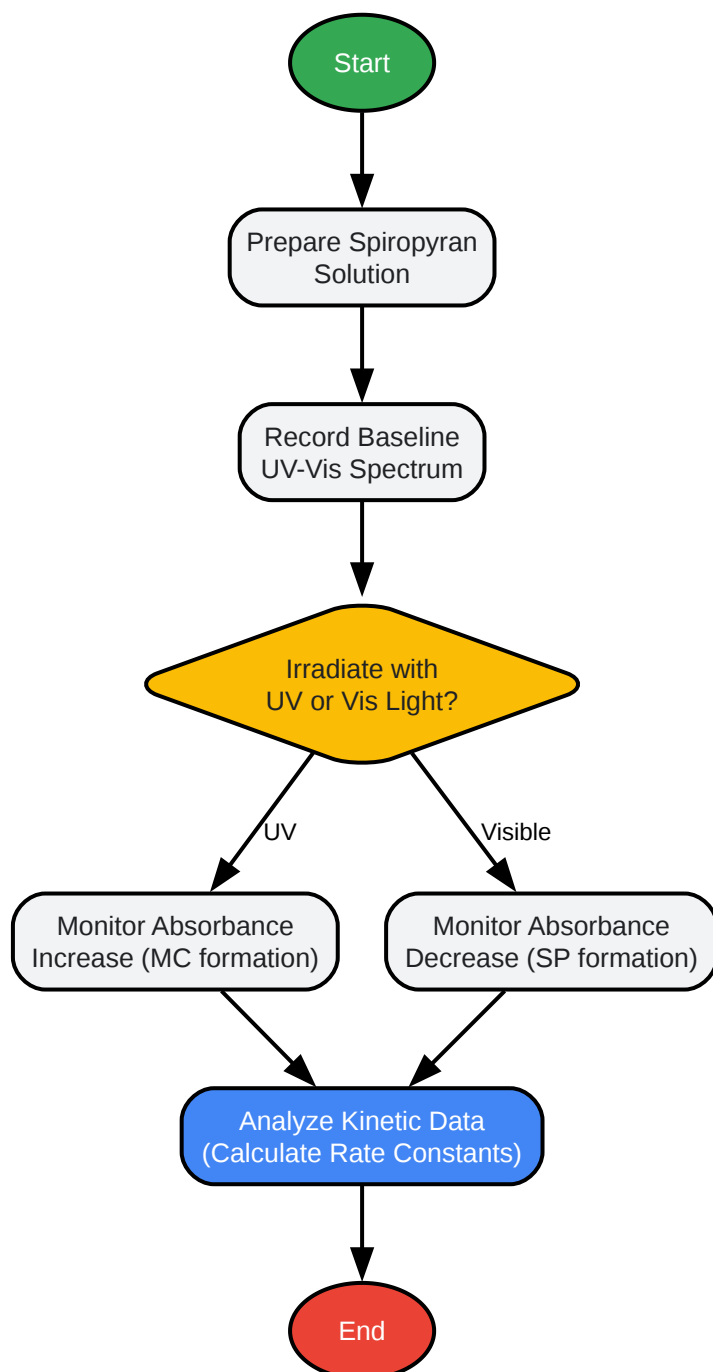 Start
Prepare Spiropyran
Solution
Record Baseline
UV-Vis Spectrum
Irradiate with
UV or Vis Light?
UV
Visible
Monitor Absorbance
Increase (MC formation)
Monitor Absorbance
Decrease (SP formation)
Analyze Kinetic Data
(Calculate Rate Constants)
End